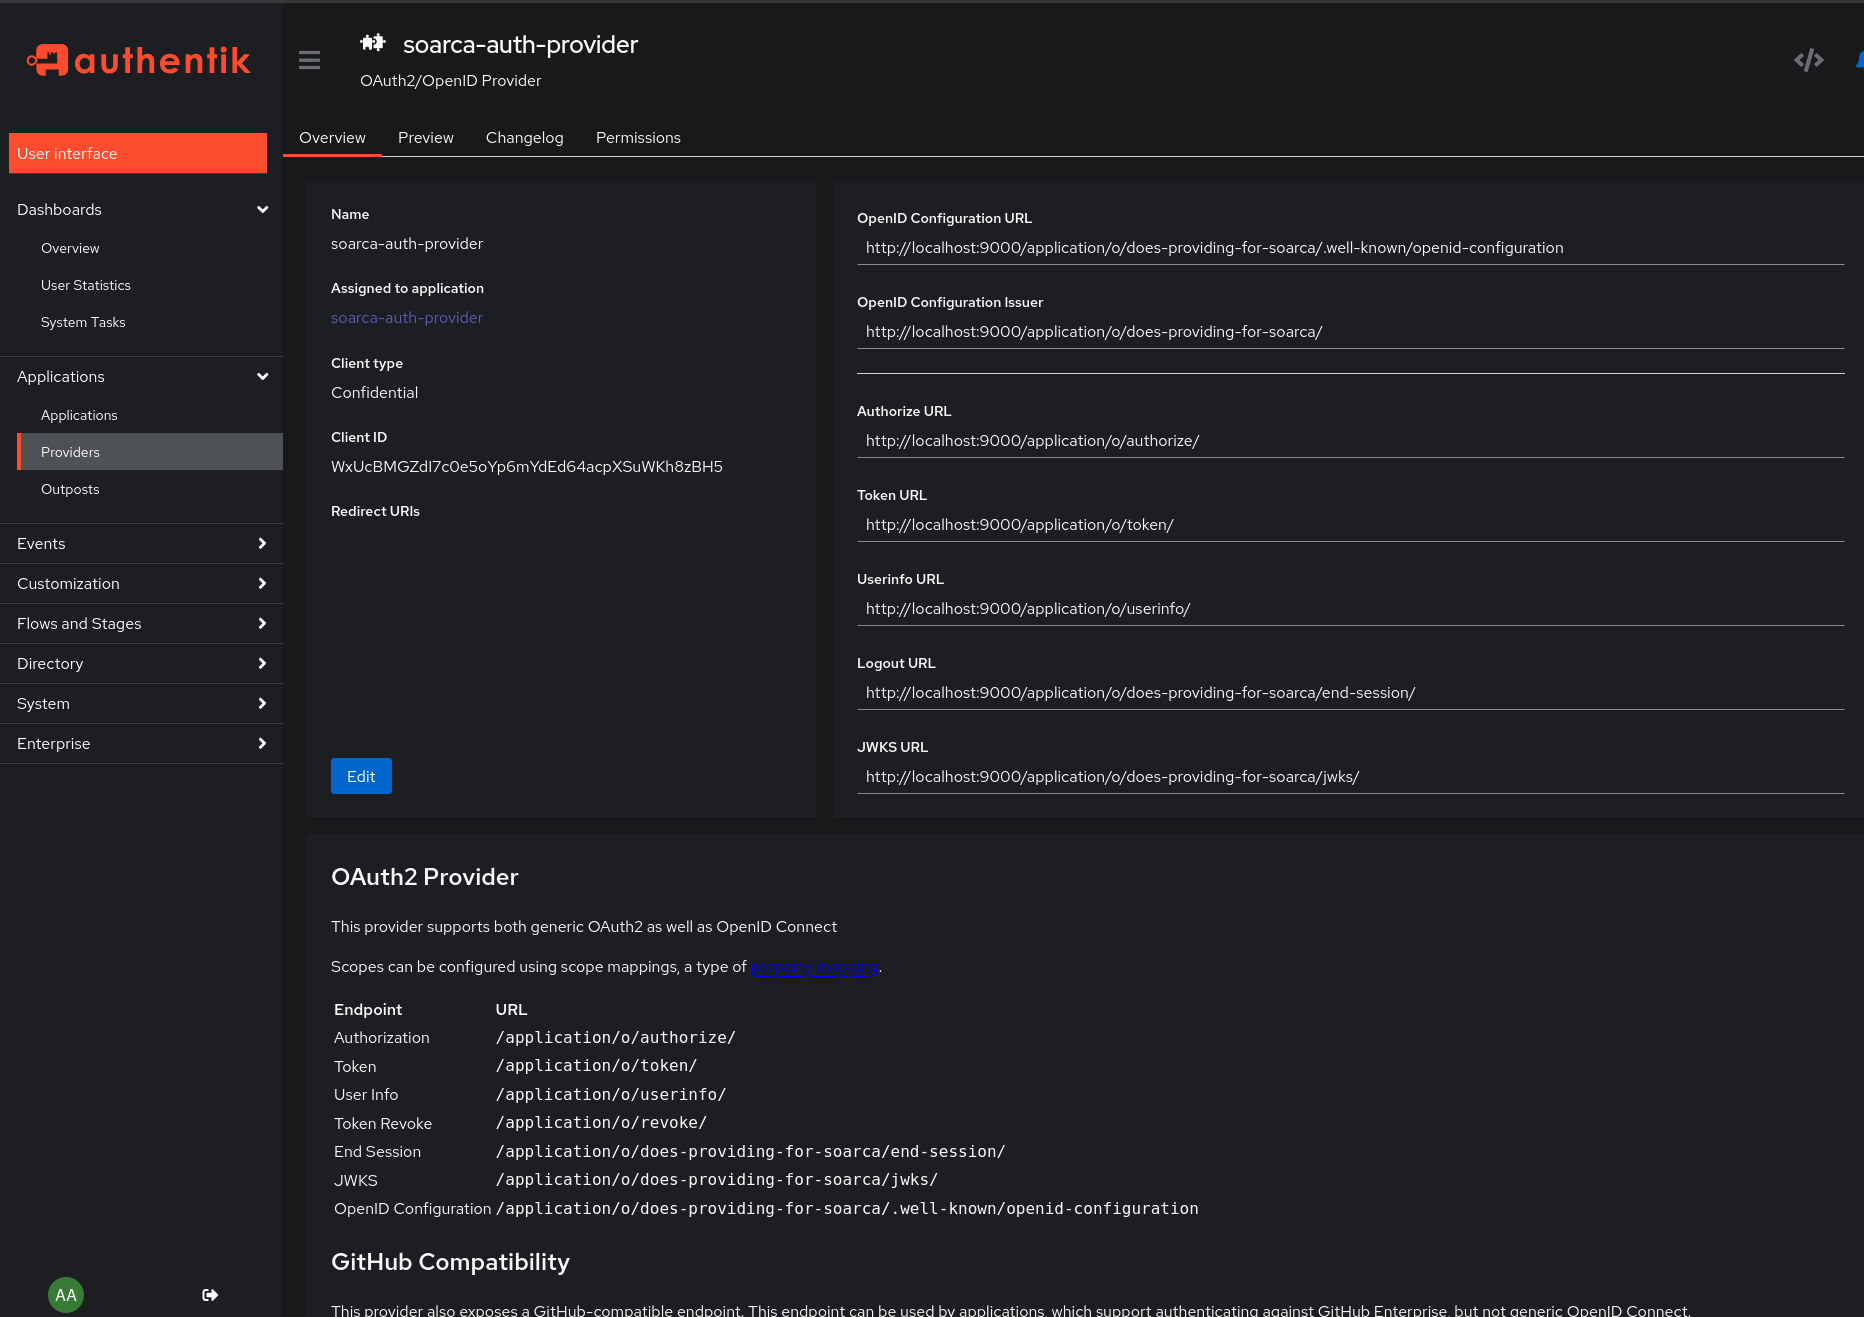 authentik
User interface
Dashboards
Overview
User Statistics
System Tasks
Applications
Applications
Providers
Outposts
Events
Customization
Flows and Stages
Directory
System
Enterprise
AA
soarca-auth-provider
OAuth2/OpenID Provider
Overview Preview Changelog Permissions
Name
soarca-auth-provider
Assigned to application
soarca-auth-provider
Client type
Confidential
Client ID
WxUcBMGZdI7c0e5oYp6mYdEd64acpXSuWKh8zBH5
Redirect URIs
Edit
OpenID Configuration URL
http://localhost:9000/application/o/does-providing-for-soarca/.well-known/openid-configuration
OpenID Configuration Issuer
http://localhost:9000/application/o/does-providing-for-soarca/
Authorize URL
http://localhost:9000/application/o/authorize/
Token URL
http://localhost:9000/application/o/token/
Userinfo URL
http://localhost:9000/application/o/userinfo/
Logout URL
http://localhost:9000/application/o/does-providing-for-soarca/end-session/
JWKS URL
http://localhost:9000/application/o/does-providing-for-soarca/jwks/
OAuth2 Provider
This provider supports both generic OAuth2 as well as OpenID Connect
Scopes can be configured using scope mappings, a type of property mapping.
Endpoint URL
Authorization /application/o/authorize/
Token /application/o/token/
User Info /application/o/userinfo/
Token Revoke /application/o/revoke/
End Session /application/o/does-providing-for-soarca/end-session/
JWKS /application/o/does-providing-for-soarca/jwks/
OpenID Configuration /application/o/does-providing-for-soarca/.well-known/openid-configuration
GitHub Compatibility
This provider also exposes a GitHub-compatible endpoint. This endpoint can be used by applications, which support authenticating against GitHub Enterprise, but not generic OpenID Connect.